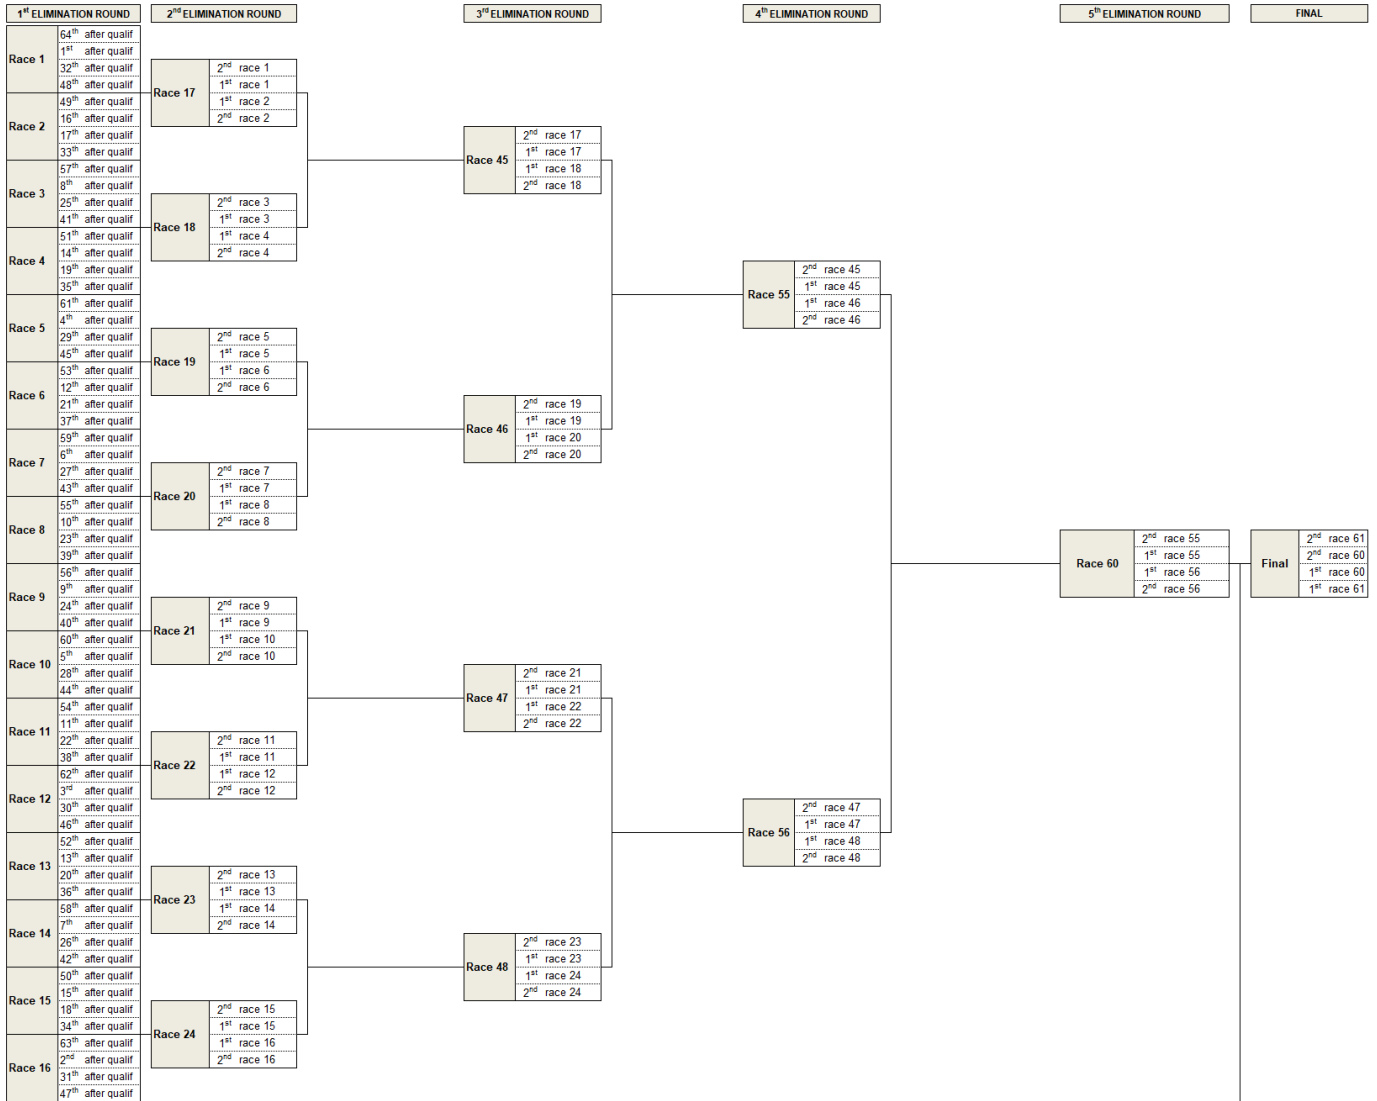 1st ELIMINATION ROUND
2nd ELIMINATION ROUND
3rd ELIMINATION ROUND
4th ELIMINATION ROUND
5th ELIMINATION ROUND
FINAL
Race 1
64th after qualif
1st after qualif
32th after qualif
48th after qualif
Race 2
49th after qualif
16th after qualif
17th after qualif
33th after qualif
Race 3
57th after qualif
8th after qualif
25th after qualif
41th after qualif
Race 4
51th after qualif
14th after qualif
19th after qualif
35th after qualif
Race 5
61th after qualif
4th after qualif
29th after qualif
45th after qualif
Race 6
53th after qualif
12th after qualif
21th after qualif
37th after qualif
Race 7
59th after qualif
6th after qualif
27th after qualif
43th after qualif
Race 8
55th after qualif
10th after qualif
23th after qualif
39th after qualif
Race 9
56th after qualif
9th after qualif
24th after qualif
40th after qualif
Race 10
60th after qualif
5th after qualif
28th after qualif
44th after qualif
Race 11
54th after qualif
11th after qualif
22th after qualif
38th after qualif
Race 12
62th after qualif
3rd after qualif
30th after qualif
46th after qualif
Race 13
52th after qualif
13th after qualif
20th after qualif
36th after qualif
Race 14
58th after qualif
7th after qualif
26th after qualif
42th after qualif
Race 15
50th after qualif
15th after qualif
18th after qualif
34th after qualif
Race 16
63th after qualif
2nd after qualif
31th after qualif
47th after qualif
Race 17
2nd race 1
1st race 1
1st race 2
2nd race 2
Race 18
2nd race 3
1st race 3
1st race 4
2nd race 4
Race 19
2nd race 5
1st race 5
1st race 6
2nd race 6
Race 20
2nd race 7
1st race 7
1st race 8
2nd race 8
Race 21
2nd race 9
1st race 9
1st race 10
2nd race 10
Race 22
2nd race 11
1st race 11
1st race 12
2nd race 12
Race 23
2nd race 13
1st race 13
1st race 14
2nd race 14
Race 24
2nd race 15
1st race 15
1st race 16
2nd race 16
Race 45
2nd race 17
1st race 17
1st race 18
2nd race 18
Race 46
2nd race 19
1st race 19
1st race 20
2nd race 20
Race 47
2nd race 21
1st race 21
1st race 22
2nd race 22
Race 48
2nd race 23
1st race 23
1st race 24
2nd race 24
Race 55
2nd race 45
1st race 45
1st race 46
2nd race 46
Race 56
2nd race 47
1st race 47
1st race 48
2nd race 48
Race 60
2nd race 55
1st race 55
1st race 56
2nd race 56
Final
2nd race 61
2nd race 60
1st race 60
1st race 61